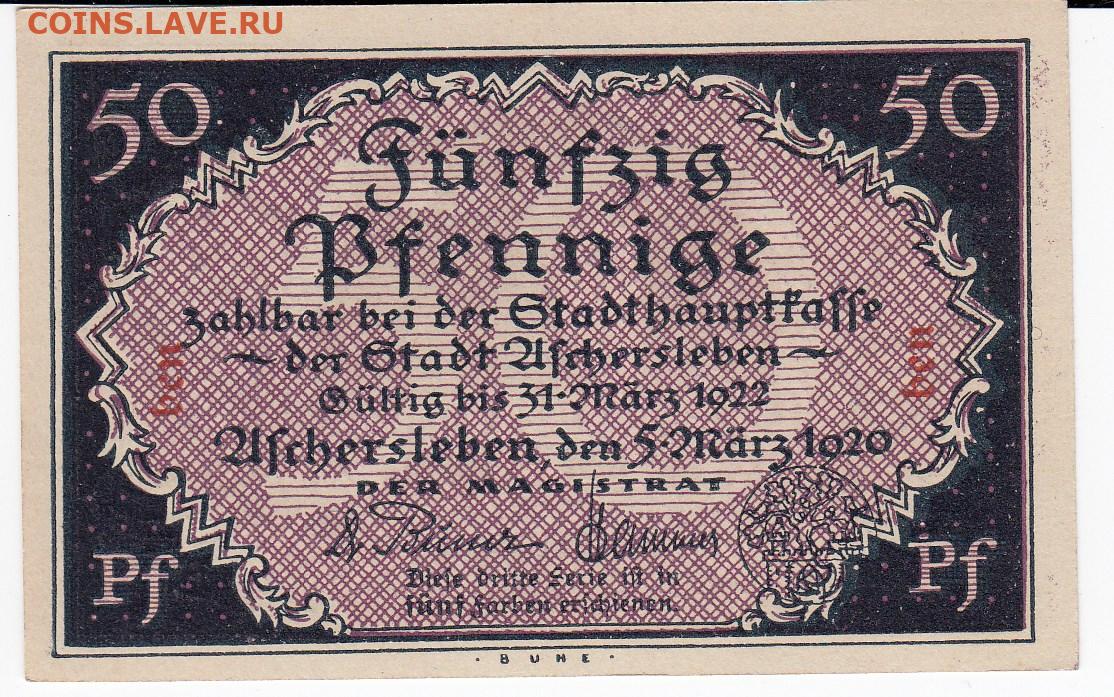 COINS.LAVE.RU
50 50
Fünfzig
Pfennige
zahlbar bei der Stadthauptkasse
der Stadt Aschersleben
Gültig bis 31. März 1922
Aschersleben, den 5. März 1920
DER MAGISTRAT
Diese dritte Serie ist in
fünf Farben erschienen.
Pf Pf
· BUHE ·